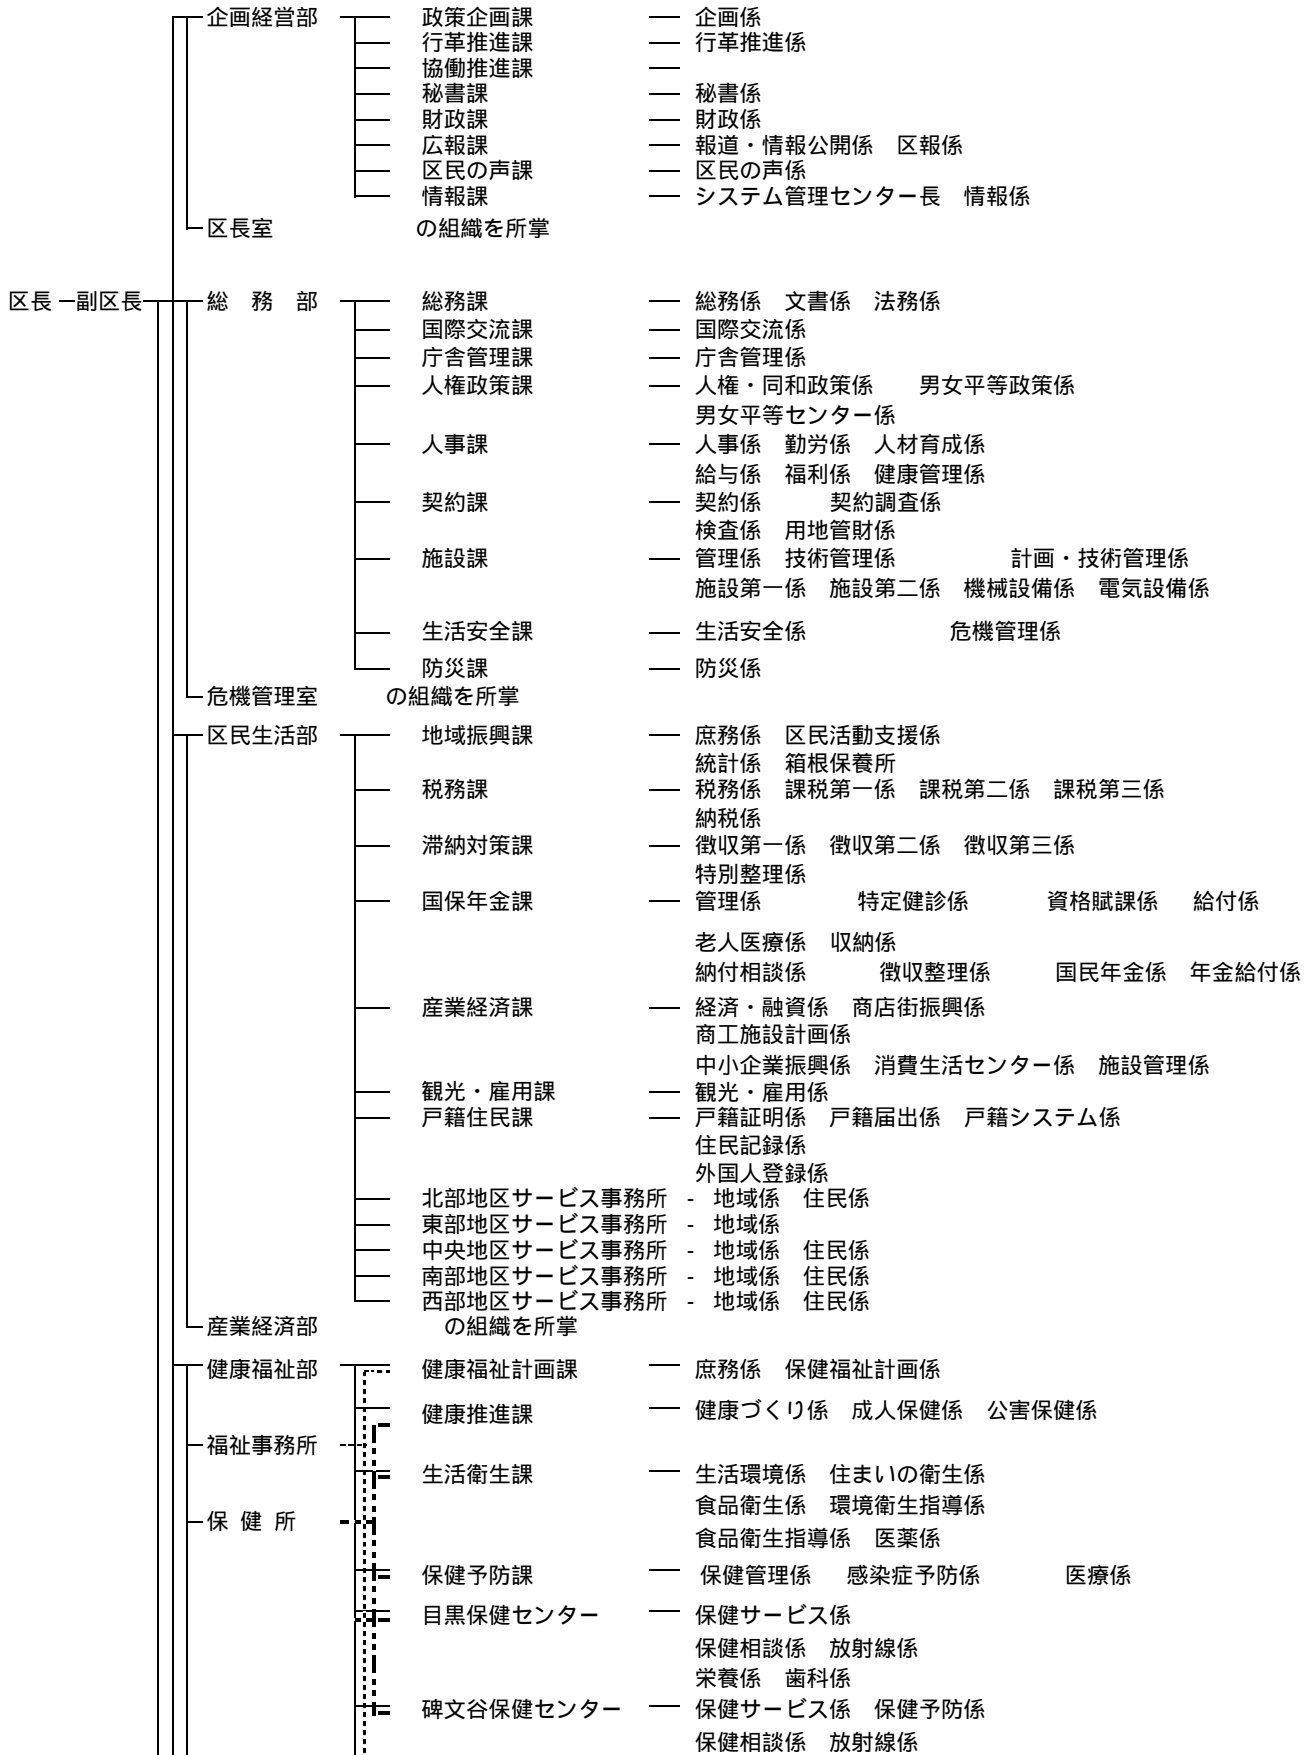 企画経営部 政策企画課 企画係
行革推進課 行革推進係
協働推進課
秘書課 秘書係
財政課 財政係
広報課 報道・情報公開係 区報係
区民の声課 区民の声係
情報課 システム管理センター長 情報係
区長室 の組織を所掌
区長 副区長 総務部 総務課 総務係 文書係 法務係
国際交流課 国際交流係
庁舎管理課 庁舎管理係
人権政策課 人権・同和政策係 男女平等政策係
男女平等センター係
人事課 人事係 勤労係 人材育成係
給与係 福利係 健康管理係
契約課 契約係 契約調査係
検査係 用地管財係
施設課 管理係 技術管理係 計画・技術管理係
施設第一係 施設第二係 機械設備係 電気設備係
生活安全課 生活安全係 危機管理係
防災課 防災係
危機管理室 の組織を所掌
区民生活部 地域振興課 庶務係 区民活動支援係
統計係 箱根保養所
税務課 税務係 課税第一係 課税第二係 課税第三係
納税係
滞納対策課 徴収第一係 徴収第二係 徴収第三係
特別整理係
国保年金課 管理係 特定健診係 資格賦課係 給付係
老人医療係 収納係
納付相談係 徴収整理係 国民年金係 年金給付係
産業経済課 経済・融資係 商店街振興係
商工施設計画係
中小企業振興係 消費生活センター係 施設管理係
観光・雇用課 観光・雇用係
戸籍住民課 戸籍証明係 戸籍届出係 戸籍システム係
住民記録係
外国人登録係
北部地区サービス事務所 - 地域係 住民係
東部地区サービス事務所 - 地域係
中央地区サービス事務所 - 地域係 住民係
南部地区サービス事務所 - 地域係 住民係
西部地区サービス事務所 - 地域係 住民係
産業経済部 の組織を所掌
健康福祉部 健康福祉計画課 庶務係 保健福祉計画係
健康推進課 健康づくり係 成人保健係 公害保健係
福祉事務所
生活衛生課 生活環境係 住まいの衛生係
食品衛生係 環境衛生指導係
保健所
食品衛生指導係 医薬係
保健予防課 保健管理係 感染症予防係 医療係
目黒保健センター 保健サービス係
保健相談係 放射線係
栄養係 歯科係
碑文谷保健センター 保健サービス係 保健予防係
保健相談係 放射線係